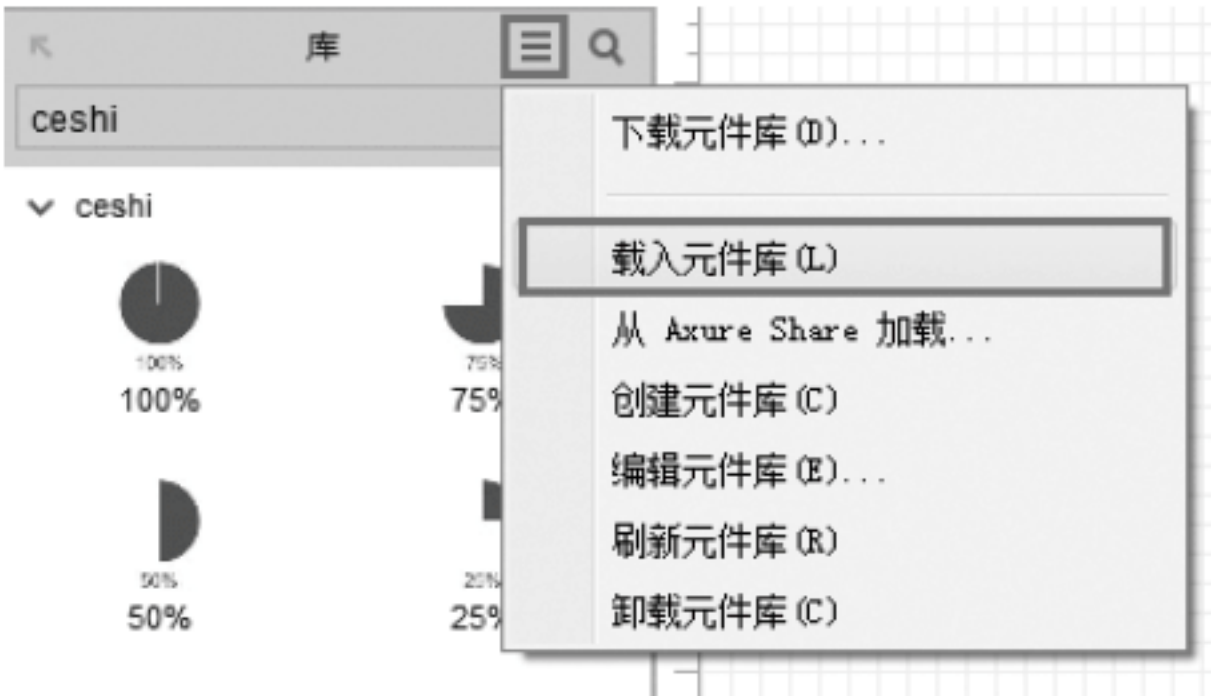 库
ceshi
下载元件库(D)...
ceshi
载入元件库(L)
从 Axure Share 加载...
100%
75%
100%
75%
创建元件库(C)
编辑元件库(E)...
刷新元件库(R)
50%
25%
50%
25%
卸载元件库(C)